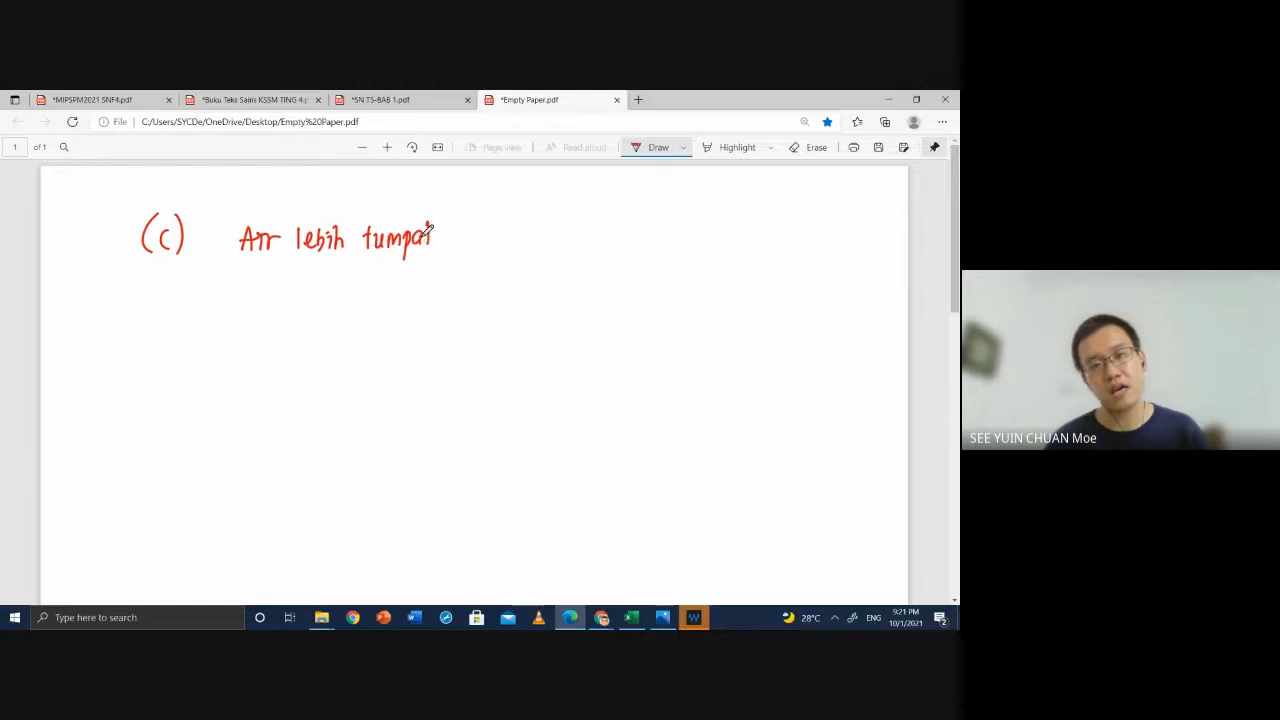 *MIPSPM2021 SNF4.pdf
*Buku Teks Sains KSSM TING 4.p
*SN T5-BAB 1.pdf
*Empty Paper.pdf
File
C:/Users/SYCDe/OneDrive/Desktop/Empty%20Paper.pdf
1 of 1
Page view
Read aloud
Draw
Highlight
Erase
(C) Air lebih tumpat
SEE YUIN CHUAN Moe
Type here to search
28°C
ENG
9:21 PM
10/1/2021
2